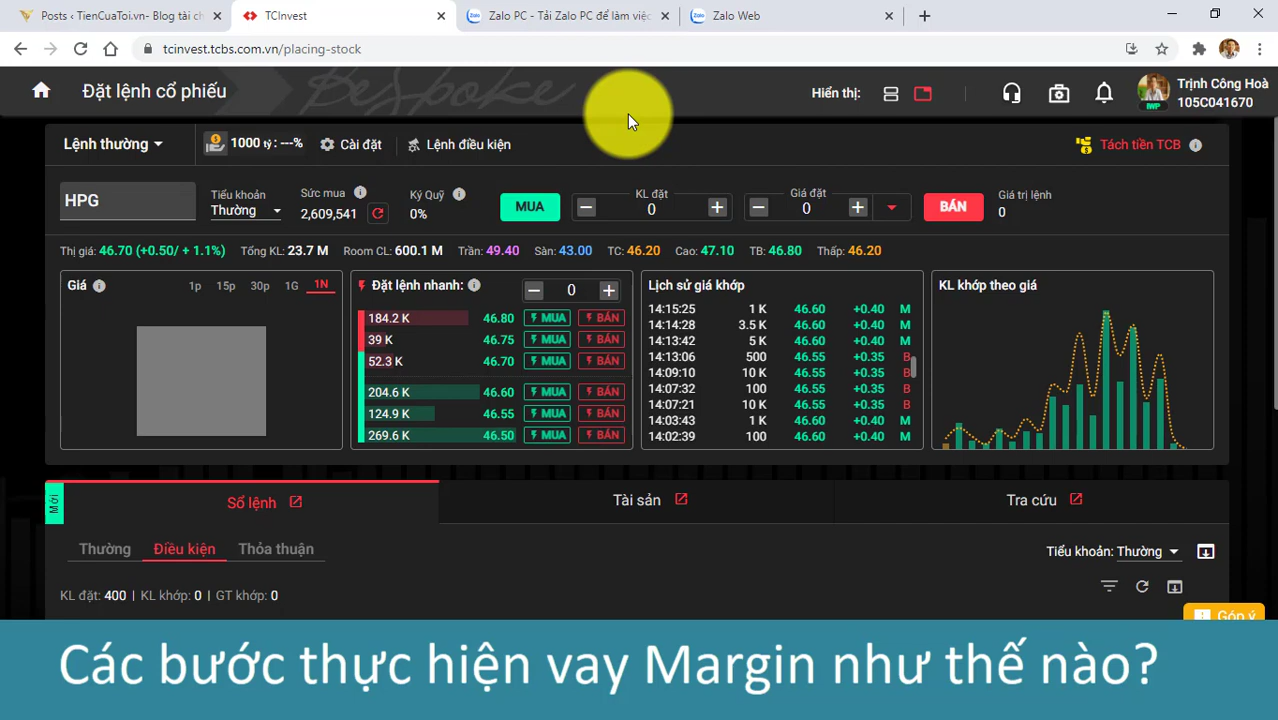 Posts ‹ TienCuaToi.vn- Blog tài ch
TCInvest
Zalo PC - Tải Zalo PC để làm việc
Zalo Web
tcinvest.tcbs.com.vn/placing-stock
Đặt lệnh cổ phiếu
BeSpoke
Hiển thị:
IWP
Trịnh Công Hoà
105C041670
Lệnh thường
1000 tỷ : ---%
Cài đặt
Lệnh điều kiện
Tách tiền TCB
HPG
Tiểu khoản
Thường
Sức mua
2,609,541
Ký Quỹ
0%
MUA
KL đặt
0
Giá đặt
0
BÁN
Giá trị lệnh
0
Thị giá: 46.70 (+0.50/ + 1.1%) Tổng KL: 23.7 M Room CL: 600.1 M Trần: 49.40 Sàn: 43.00 TC: 46.20 Cao: 47.10 TB: 46.80 Thấp: 46.20
Giá 1p 15p 30p 1G 1N
Đặt lệnh nhanh: 0
184.2 K 46.80 MUA BÁN
39 K 46.75 MUA BÁN
52.3 K 46.70 MUA BÁN
204.6 K 46.60 MUA BÁN
124.9 K 46.55 MUA BÁN
269.6 K 46.50 MUA BÁN
Lịch sử giá khớp
14:15:25 1 K 46.60 +0.40 M
14:14:28 3.5 K 46.60 +0.40 M
14:13:42 5 K 46.60 +0.40 M
14:13:06 500 46.55 +0.35 B
14:09:10 10 K 46.55 +0.35 B
14:07:32 100 46.55 +0.35 B
14:07:21 10 K 46.55 +0.35 B
14:03:43 1 K 46.60 +0.40 M
14:02:39 100 46.60 +0.40 M
KL khớp theo giá
Mới
Sổ lệnh
Tài sản
Tra cứu
Thường Điều kiện Thỏa thuận
Tiểu khoản: Thường
KL đặt: 400 | KL khớp: 0 | GT khớp: 0
Góp ý
Các bước thực hiện vay Margin như thế nào?